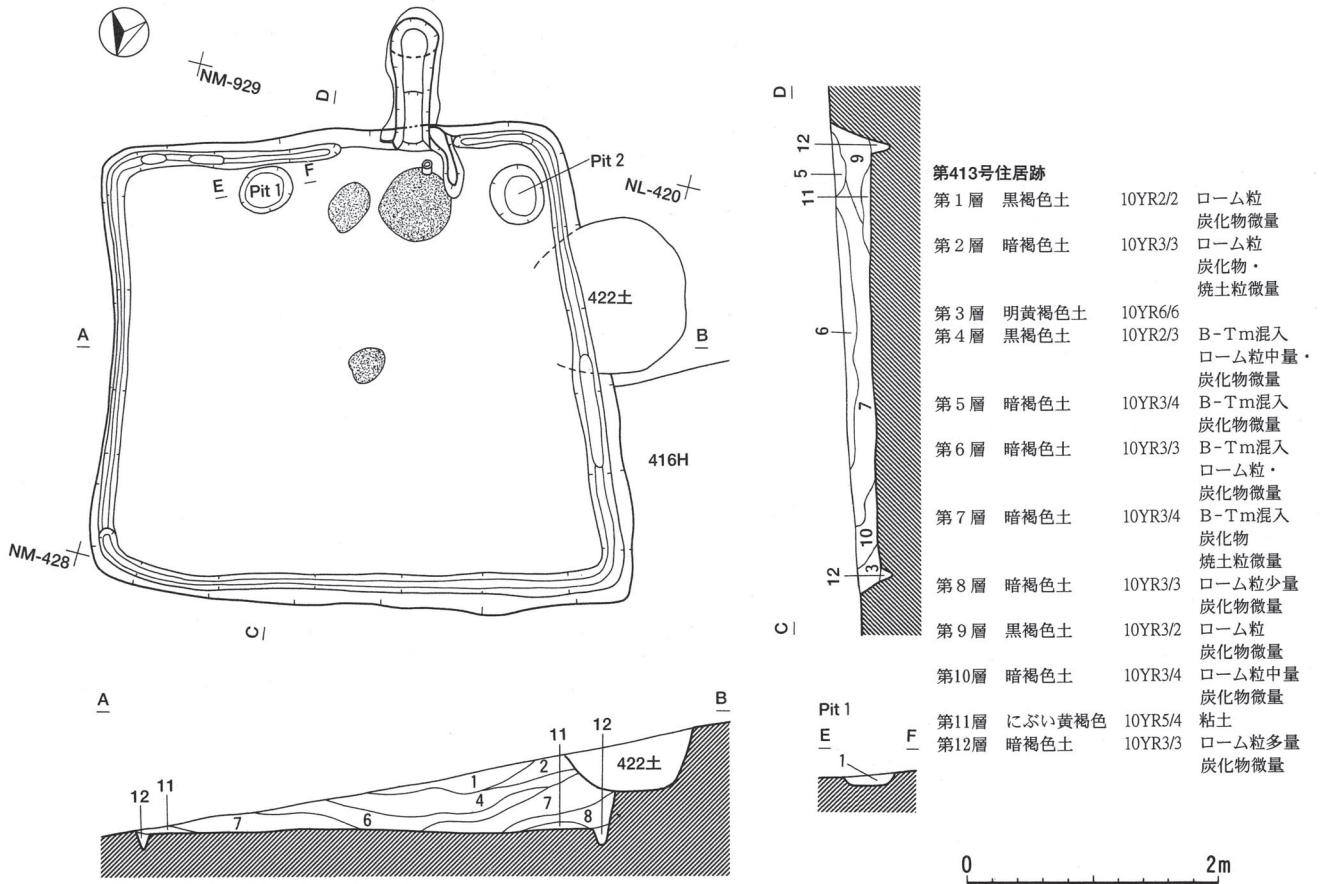 NM-929
D
Pit 2
E
Pit 1
F
NL-420
422土
A
B
416H
NM-428
C
A
B
12
11
1
2
4
7
6
7
8
11
12
422土
D
12
5
9
11
6
7
10
12
3
C
第413号住居跡
第1層 黒褐色土 10YR2/2 ローム粒
炭化物微量
第2層 暗褐色土 10YR3/3 ローム粒
炭化物・
焼土粒微量
第3層 明黄褐色土 10YR6/6
第4層 黒褐色土 10YR2/3 B-Tm混入
ローム粒中量・
炭化物微量
第5層 暗褐色土 10YR3/4 B-Tm混入
炭化物微量
第6層 暗褐色土 10YR3/3 B-Tm混入
ローム粒・
炭化物微量
第7層 暗褐色土 10YR3/4 B-Tm混入
炭化物
焼土粒微量
第8層 暗褐色土 10YR3/3 ローム粒少量
炭化物微量
第9層 黒褐色土 10YR3/2 ローム粒
炭化物微量
第10層 暗褐色土 10YR3/4 ローム粒中量
炭化物微量
第11層 にぶい黄褐色 10YR5/4 粘土
第12層 暗褐色土 10YR3/3 ローム粒多量
炭化物微量
Pit 1
E
F
1
0
2m